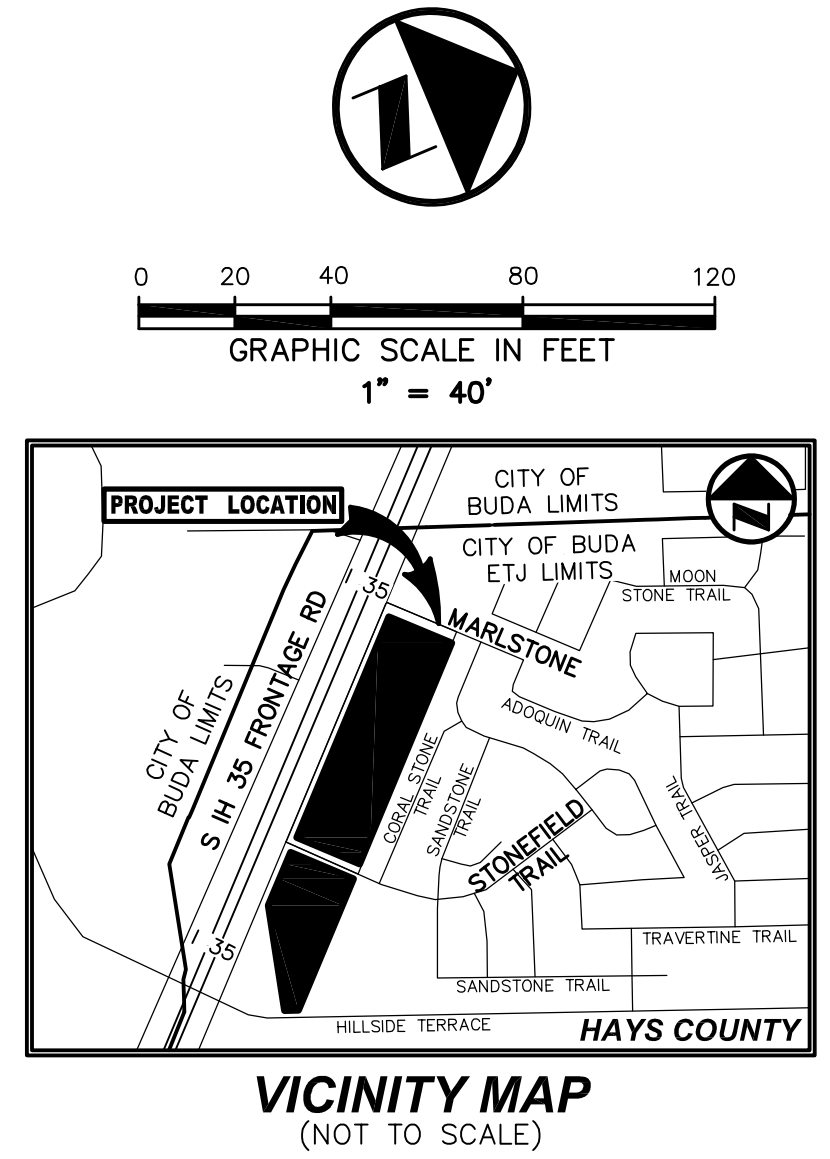 N
0 20 40 80 120
GRAPHIC SCALE IN FEET
1" = 40'
PROJECT LOCATION
CITY OF
BUDA LIMITS
N
CITY OF BUDA
ETJ LIMITS
MOON
STONE TRAIL
I 35
MARLSTONE
S IH 35 FRONTAGE RD
CITY OF
BUDA LIMITS
ADOQUIN TRAIL
CORAL STONE
TRAIL
SANDSTONE
TRAIL
STONEFIELD
TRAIL
JASPER TRAIL
I 35
TRAVERTINE TRAIL
SANDSTONE TRAIL
HILLSIDE TERRACE
HAYS COUNTY
VICINITY MAP
(NOT TO SCALE)